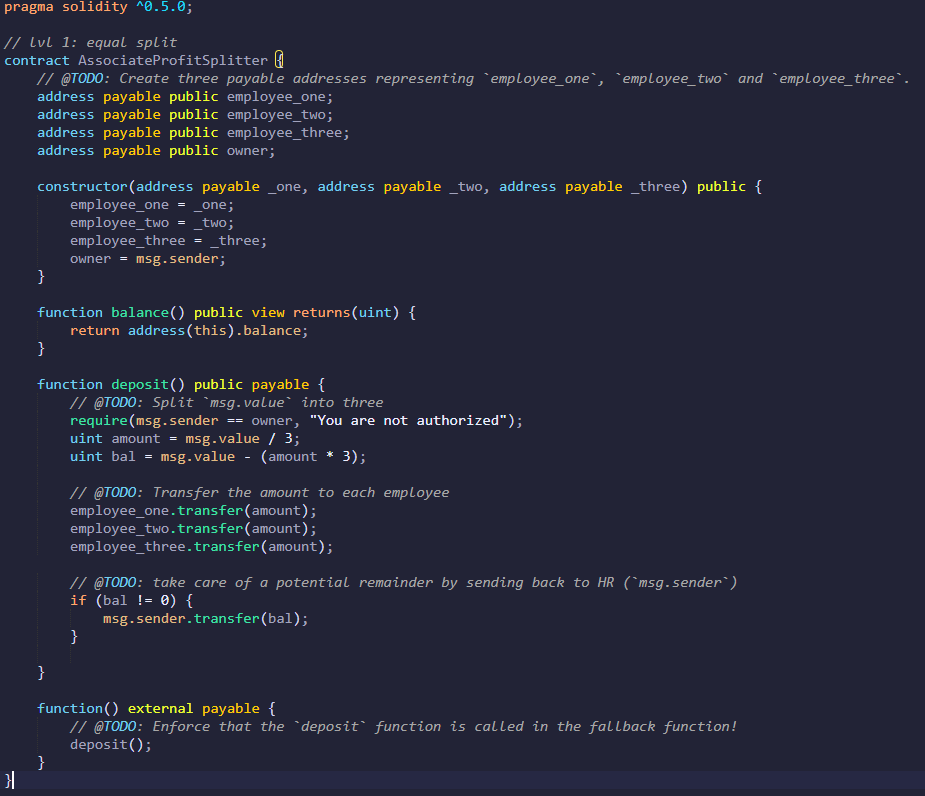 pragma solidity ^0.5.0;

// lvl 1: equal split
contract AssociateProfitSplitter {
    // @TODO: Create three payable addresses representing `employee_one`, `employee_two` and `employee_three`.
    address payable public employee_one;
    address payable public employee_two;
    address payable public employee_three;
    address payable public owner;

    constructor(address payable _one, address payable _two, address payable _three) public {
        employee_one = _one;
        employee_two = _two;
        employee_three = _three;
        owner = msg.sender;
    }

    function balance() public view returns(uint) {
        return address(this).balance;
    }

    function deposit() public payable {
        // @TODO: Split `msg.value` into three
        require(msg.sender == owner, "You are not authorized");
        uint amount = msg.value / 3;
        uint bal = msg.value - (amount * 3);

        // @TODO: Transfer the amount to each employee
        employee_one.transfer(amount);
        employee_two.transfer(amount);
        employee_three.transfer(amount);

        // @TODO: take care of a potential remainder by sending back to HR (`msg.sender`)
        if (bal != 0) {
            msg.sender.transfer(bal);
        }

    }

    function() external payable {
        // @TODO: Enforce that the `deposit` function is called in the fallback function!
        deposit();
    }
}